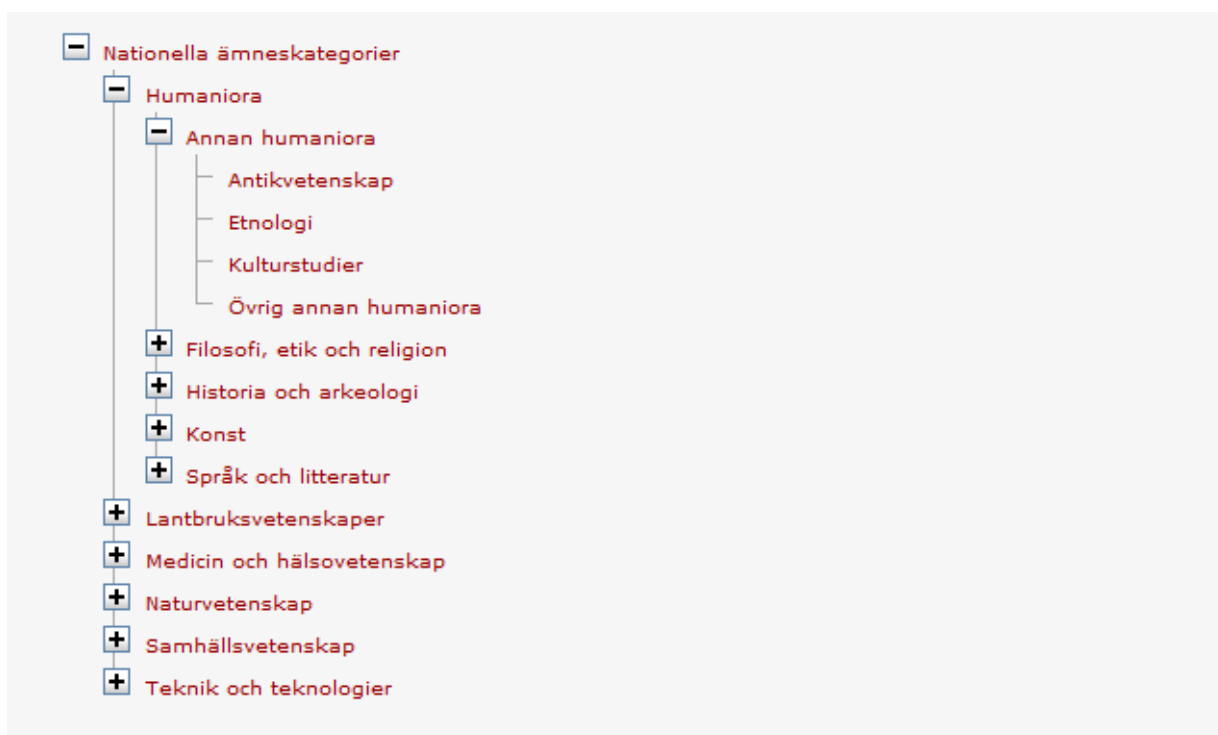 Nationella ämneskategorier
Humaniora
Annan humaniora
Antikvetenskap
Etnologi
Kulturstudier
Övrig annan humaniora
Filosofi, etik och religion
Historia och arkeologi
Konst
Språk och litteratur
Lantbruksvetenskaper
Medicin och hälsovetenskap
Naturvetenskap
Samhällsvetenskap
Teknik och teknologier